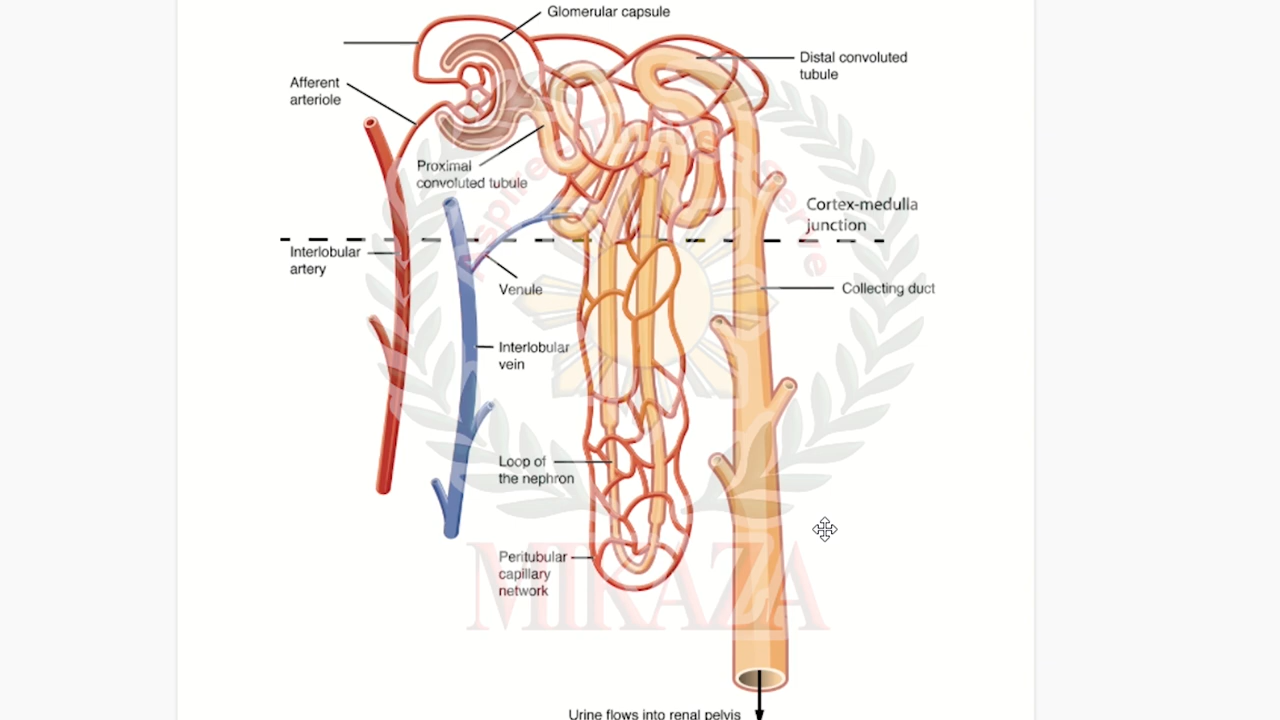 Glomerular capsule
Distal convoluted
tubule
Afferent
arteriole
Proximal
convoluted tubule
Cortex-medulla
junction
Interlobular
artery
Venule
Collecting duct
Interlobular
vein
Loop of
the nephron
Peritubular
capillary
network
MIKAZA
Urine flows into renal pelvis